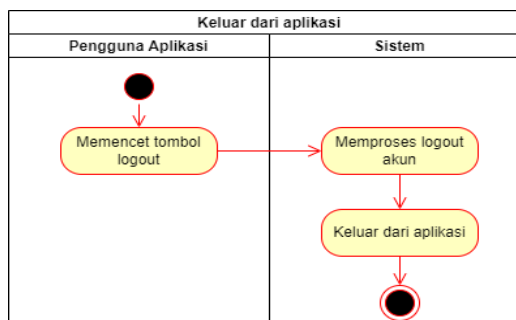 Keluar dari aplikasi
Pengguna Aplikasi
Sistem
Memencet tombol
logout
Memproses logout
akun
Keluar dari aplikasi